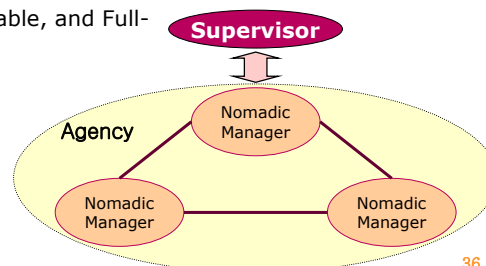 able, and Full-
Supervisor
Nomadic
Manager
Agency
Nomadic
Manager
Nomadic
Manager
36